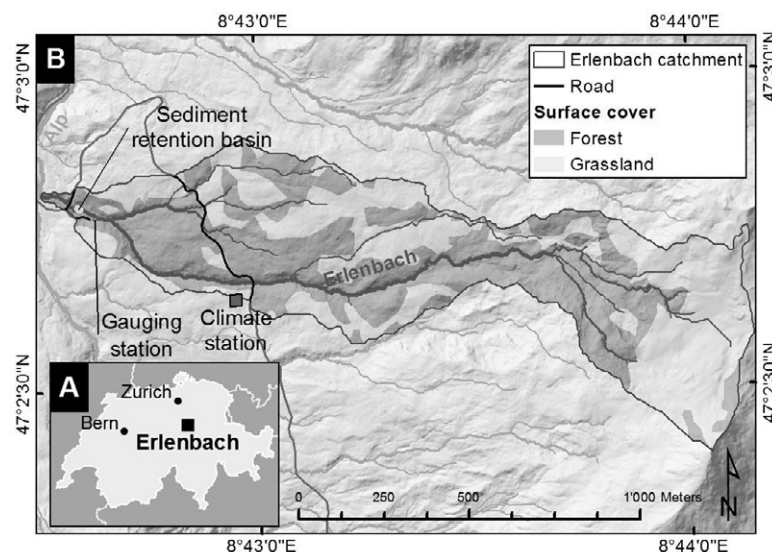 8°43'0"E
8°44'0"E
B
47°3'0"N
47°3'0"N
Alp
Sediment
retention basin
Erlenbach catchment
Road
Surface cover
Forest
Grassland
Erlenbach
Gauging
station
Climate
station
47°2'30"N
47°2'30"N
A
Zurich
Bern
Erlenbach
0
250
500
1'000 Meters
N
8°43'0"E
8°44'0"E